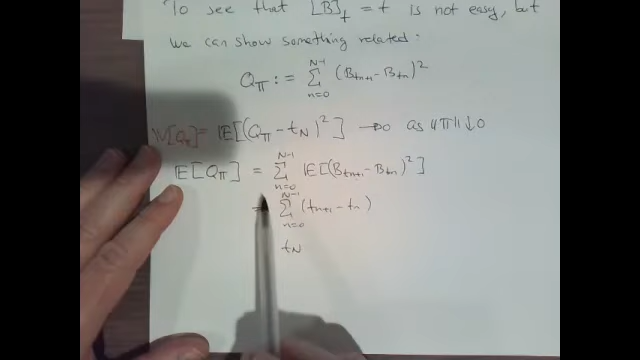 To see that [B]_t = t is not easy, but
we can show something related:
Q_Π := Σ_{n=0}^{N-1} (B_{t_{n+1}} - B_{t_n})²
V[Q_Π] = E[(Q_Π - t_N)²] → 0 as ‖Π‖ ↓ 0
E[Q_Π] = Σ_{n=0}^{N-1} E[(B_{t_{n+1}} - B_{t_n})²]
= Σ_{n=0}^{N-1} (t_{n+1} - t_n)
t_N